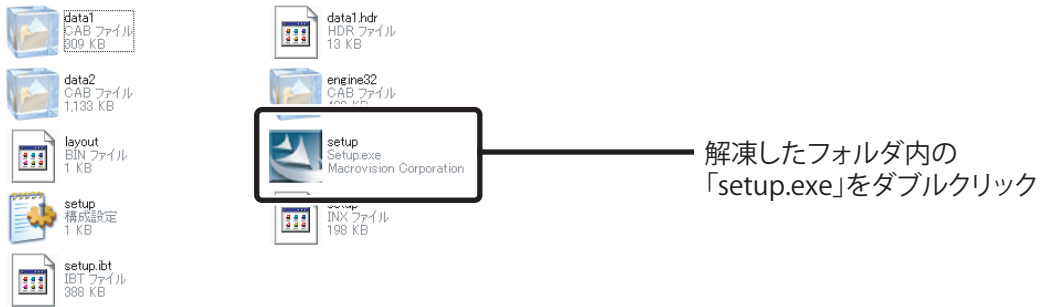 data1
CAB ファイル
309 KB
data1.hdr
HDR ファイル
13 KB
data2
CAB ファイル
1,133 KB
engine32
CAB ファイル
layout
BIN ファイル
1 KB
setup
Setup.exe
Macrovision Corporation
解凍したフォルダ内の
「setup.exe」をダブルクリック
setup
構成設定
1 KB
setup
INX ファイル
198 KB
setup.ibt
IBT ファイル
388 KB